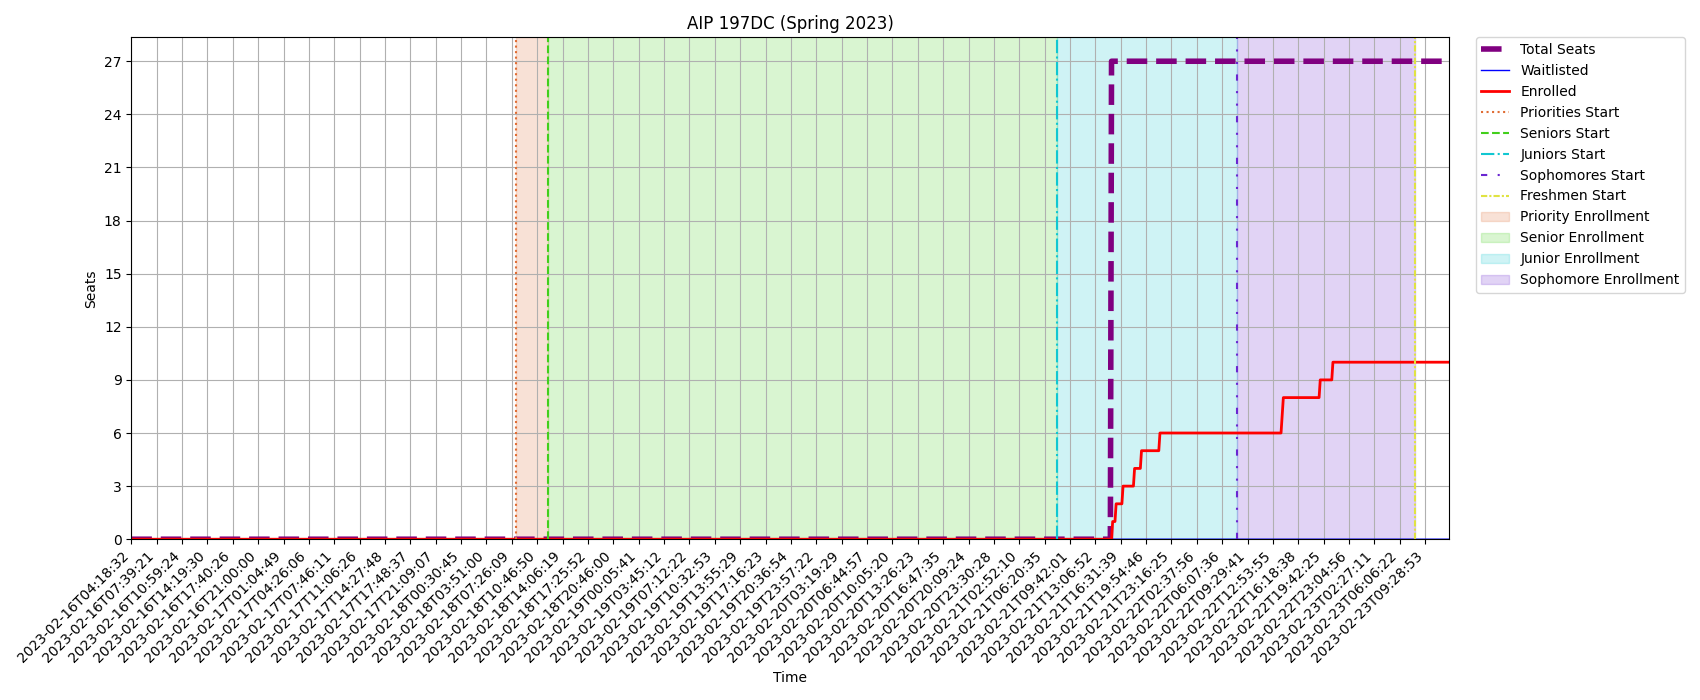 AIP 197DC (Spring 2023)
Seats
27
24
21
18
15
12
9
6
3
0
2023-02-16T04:18:32
2023-02-16T07:39:21
2023-02-16T10:59:24
2023-02-16T14:19:30
2023-02-16T17:40:26
2023-02-16T21:00:00
2023-02-17T01:04:49
2023-02-17T04:26:06
2023-02-17T07:46:11
2023-02-17T11:06:26
2023-02-17T14:27:48
2023-02-17T17:48:37
2023-02-17T21:09:07
2023-02-18T00:30:45
2023-02-18T03:51:00
2023-02-18T07:26:09
2023-02-18T10:46:50
2023-02-18T14:06:19
2023-02-18T17:25:52
2023-02-18T20:46:00
2023-02-19T00:05:41
2023-02-19T03:45:12
2023-02-19T07:12:22
2023-02-19T10:32:53
2023-02-19T13:55:29
2023-02-19T17:16:23
2023-02-19T20:36:54
2023-02-19T23:57:22
2023-02-20T03:19:29
2023-02-20T06:44:57
2023-02-20T10:05:20
2023-02-20T13:26:23
2023-02-20T16:47:35
2023-02-20T20:09:24
2023-02-20T23:30:28
2023-02-21T02:52:10
2023-02-21T06:20:35
2023-02-21T09:42:01
2023-02-21T13:06:52
2023-02-21T16:31:39
2023-02-21T19:54:46
2023-02-21T23:16:25
2023-02-22T02:37:56
2023-02-22T06:07:36
2023-02-22T09:29:41
2023-02-22T12:53:55
2023-02-22T16:18:38
2023-02-22T19:42:25
2023-02-22T23:04:56
2023-02-23T02:27:11
2023-02-23T06:06:22
2023-02-23T09:28:53
Time
Total Seats
Waitlisted
Enrolled
Priorities Start
Seniors Start
Juniors Start
Sophomores Start
Freshmen Start
Priority Enrollment
Senior Enrollment
Junior Enrollment
Sophomore Enrollment